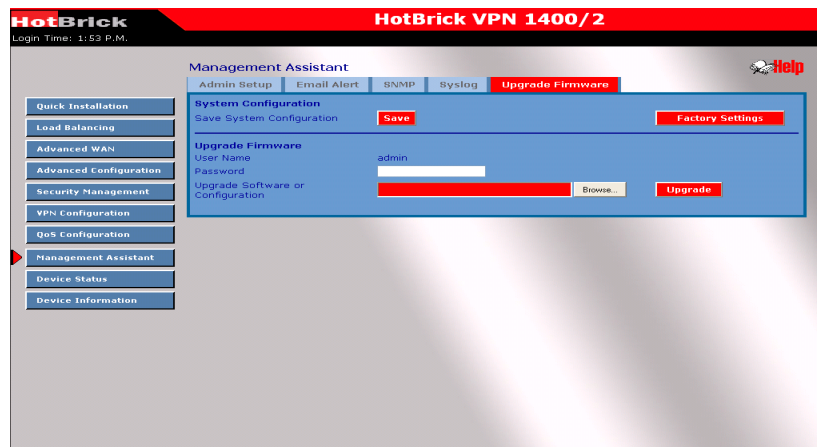 HotBrick
HotBrick VPN 1400/2
Login Time: 1:53 P.M.
Management Assistant
Help
Admin Setup Email Alert SNMP Syslog Upgrade Firmware
Quick Installation
Load Balancing
Advanced WAN
Advanced Configuration
Security Management
VPN Configuration
QoS Configuration
Management Assistant
Device Status
Device Information
System Configuration
Save System Configuration Save Factory Settings
Upgrade Firmware
User Name admin
Password
Upgrade Software or
Configuration Browse... Upgrade